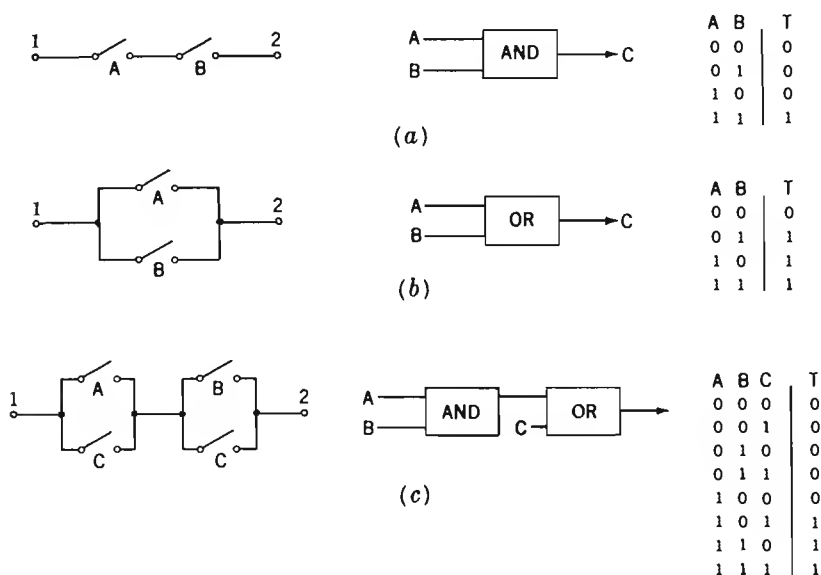 1 A B 2
A B AND C
A B T
0 0 0
0 1 0
1 0 0
1 1 1
(a)
1 A B 2
A B OR C
A B T
0 0 0
0 1 1
1 0 1
1 1 1
(b)
1 A C B C 2
A B AND C OR
A B C T
0 0 0 0
0 0 1 0
0 1 0 0
0 1 1 0
1 0 0 0
1 0 1 1
1 1 0 1
1 1 1 1
(c)